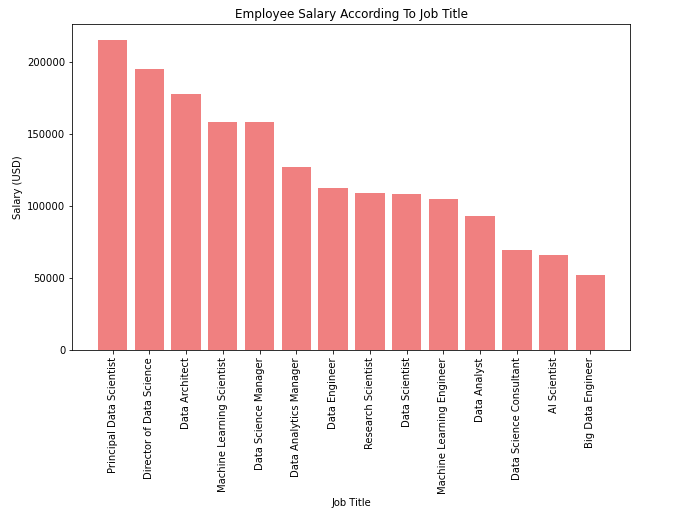 Employee Salary According To Job Title
Salary (USD)
200000
150000
100000
50000
0
Principal Data Scientist
Director of Data Science
Data Architect
Machine Learning Scientist
Data Science Manager
Data Analytics Manager
Data Engineer
Research Scientist
Data Scientist
Machine Learning Engineer
Data Analyst
Data Science Consultant
AI Scientist
Big Data Engineer
Job Title